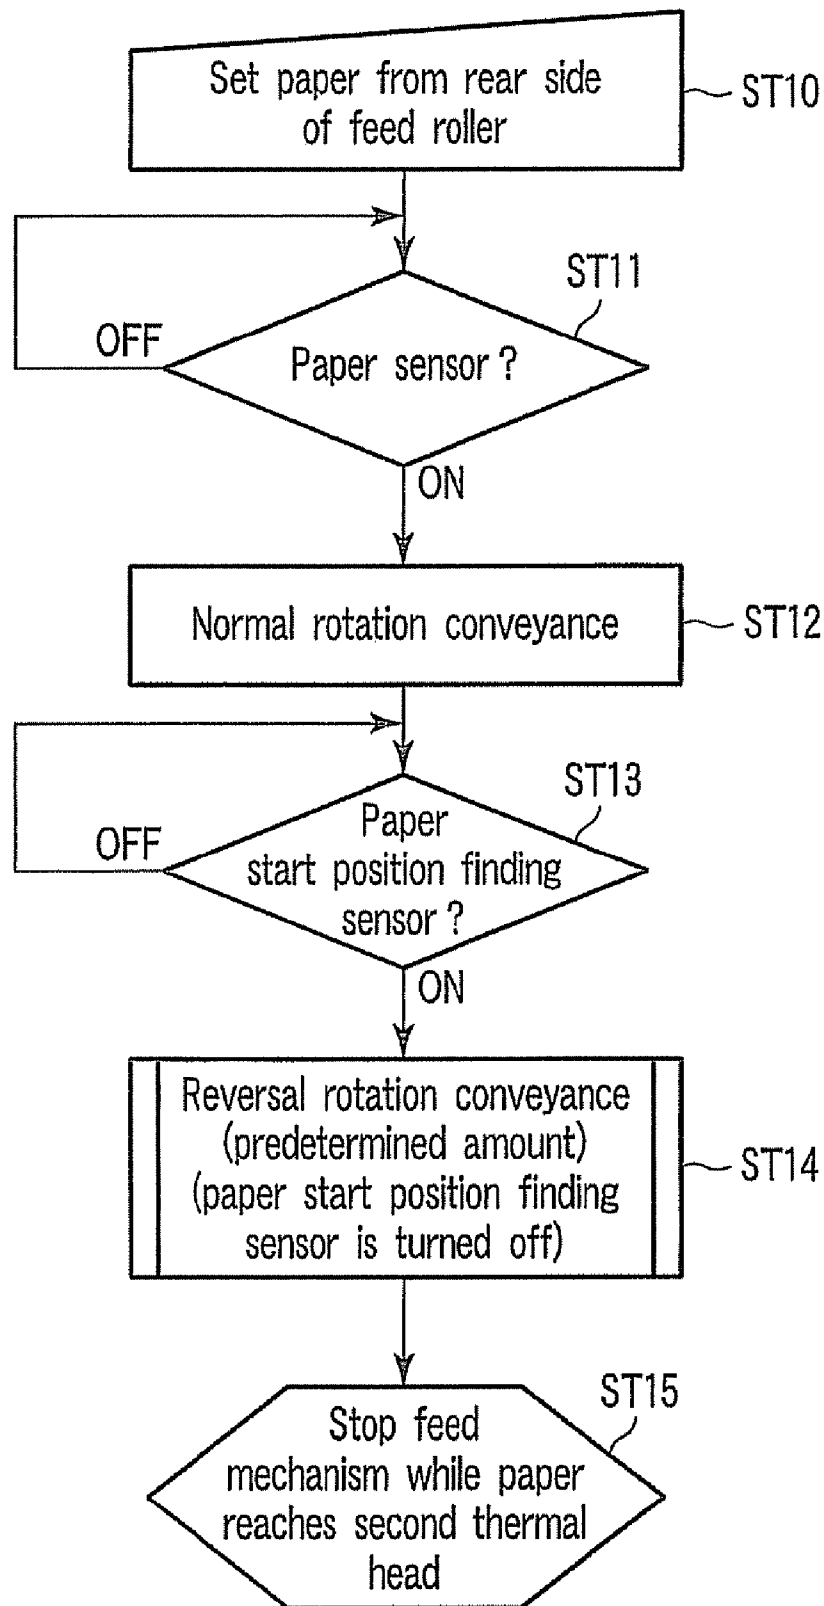 Set paper from rear side
of feed roller
ST10
ST11
OFF
Paper sensor?
ON
Normal rotation conveyance
ST12
ST13
OFF
Paper
start position finding
sensor?
ON
Reversal rotation conveyance
(predetermined amount)
(paper start position finding
sensor is turned off)
ST14
ST15
Stop feed
mechanism while paper
reaches second thermal
head